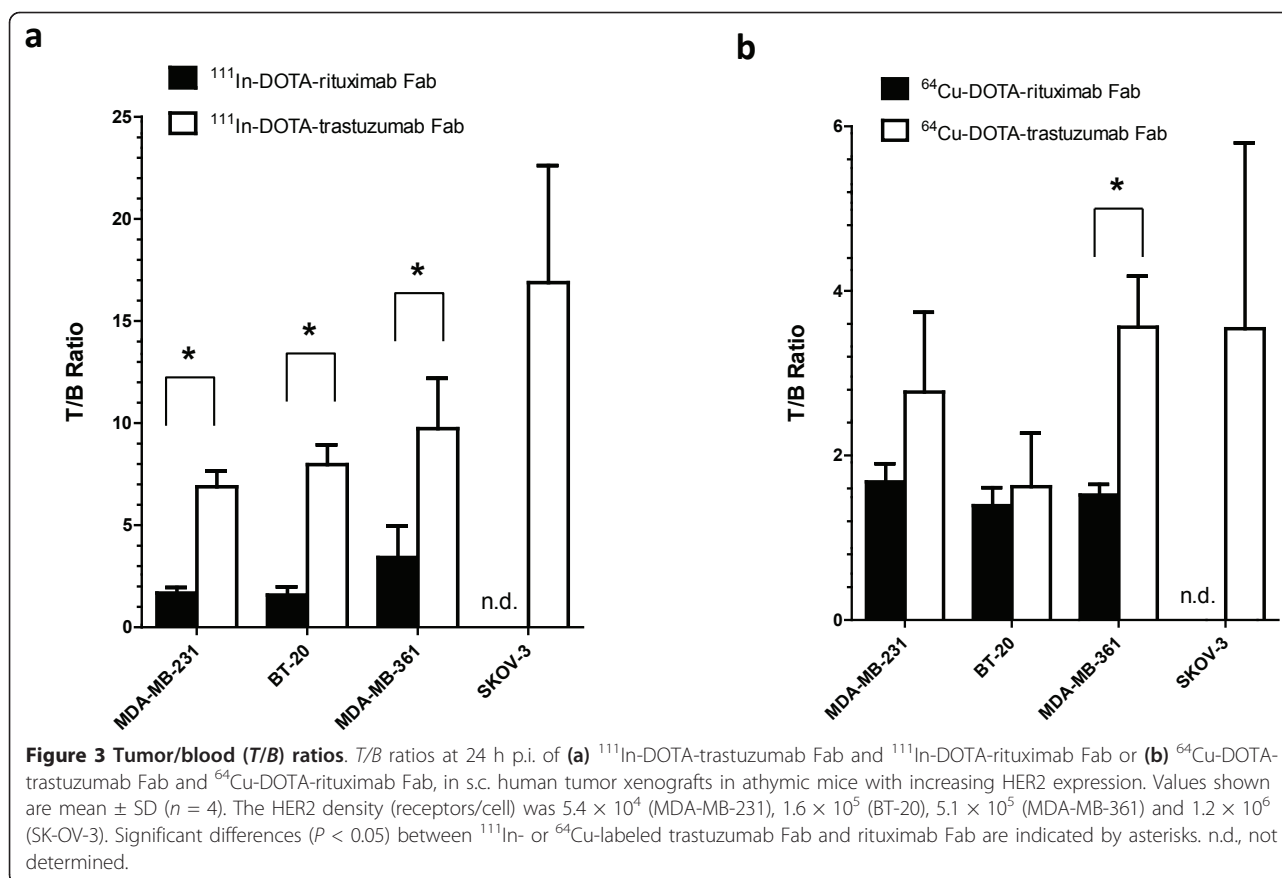 a
¹¹¹In-DOTA-rituximab Fab
¹¹¹In-DOTA-trastuzumab Fab
25
20
15
10
5
0
T/B Ratio
*
*
*
n.d.
MDA-MB-231
BT-20
MDA-MB-361
SKOV-3
b
⁶⁴Cu-DOTA-rituximab Fab
⁶⁴Cu-DOTA-trastuzumab Fab
6
4
2
0
T/B Ratio
*
n.d.
MDA-MB-231
BT-20
MDA-MB-361
SKOV-3
Figure 3 Tumor/blood (T/B) ratios. T/B ratios at 24 h p.i. of (a) ¹¹¹In-DOTA-trastuzumab Fab and ¹¹¹In-DOTA-rituximab Fab or (b) ⁶⁴Cu-DOTA-
trastuzumab Fab and ⁶⁴Cu-DOTA-rituximab Fab, in s.c. human tumor xenografts in athymic mice with increasing HER2 expression. Values shown
are mean ± SD (n = 4). The HER2 density (receptors/cell) was 5.4 × 10⁴ (MDA-MB-231), 1.6 × 10⁵ (BT-20), 5.1 × 10⁵ (MDA-MB-361) and 1.2 × 10⁶
(SK-OV-3). Significant differences (P < 0.05) between ¹¹¹In- or ⁶⁴Cu-labeled trastuzumab Fab and rituximab Fab are indicated by asterisks. n.d., not
determined.